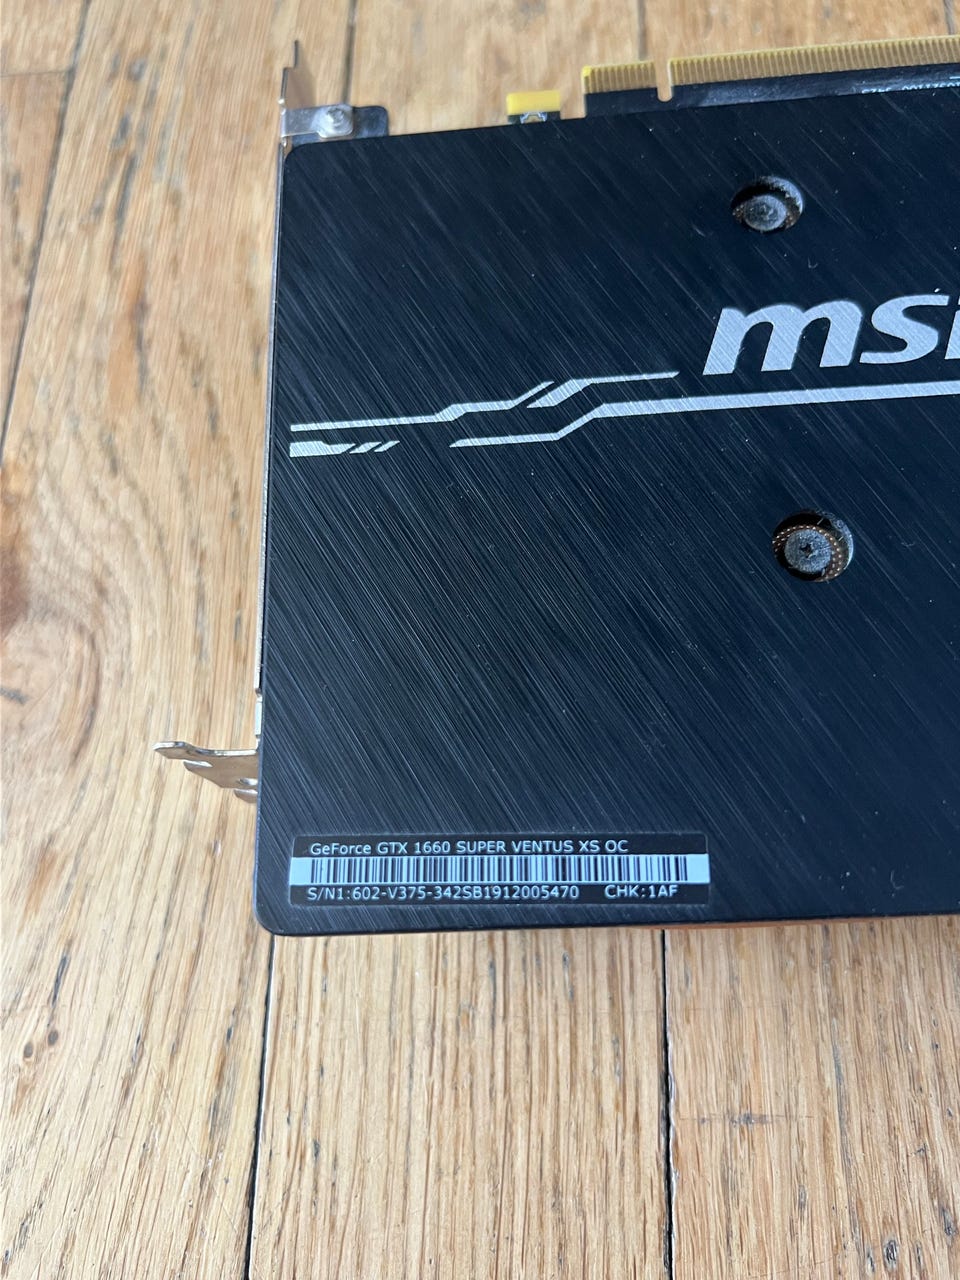 msi
GeForce GTX 1660 SUPER VENTUS XS OC
S/N1:602-V375-342SB1912005470 CHK:1AF